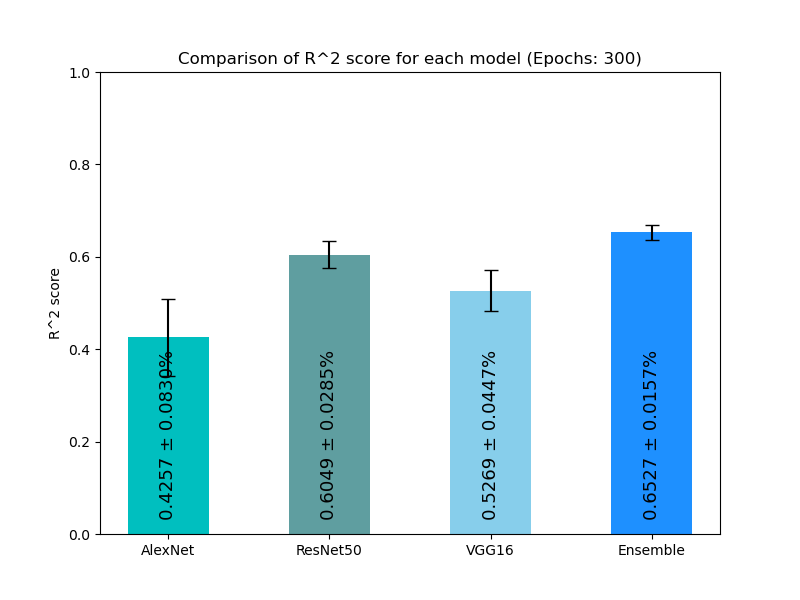 Comparison of R^2 score for each model (Epochs: 300)
R^2 score
1.0
0.8
0.6
0.4
0.2
0.0
0.4257 ± 0.0830%
0.6049 ± 0.0285%
0.5269 ± 0.0447%
0.6527 ± 0.0157%
AlexNet
ResNet50
VGG16
Ensemble